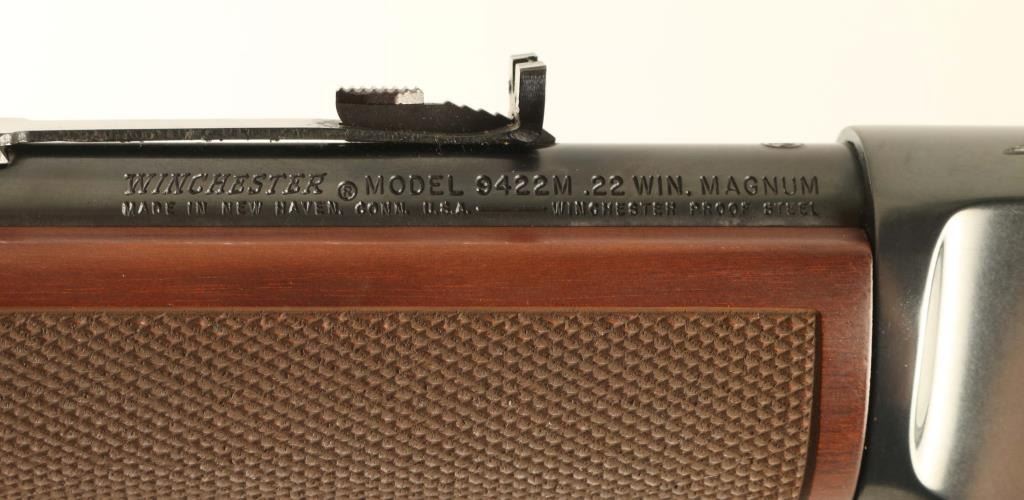 WINCHESTER ® MODEL 9422M .22 WIN. MAGNUM
MADE IN NEW HAVEN, CONN. U.S.A. —— WINCHESTER PROOF STEEL